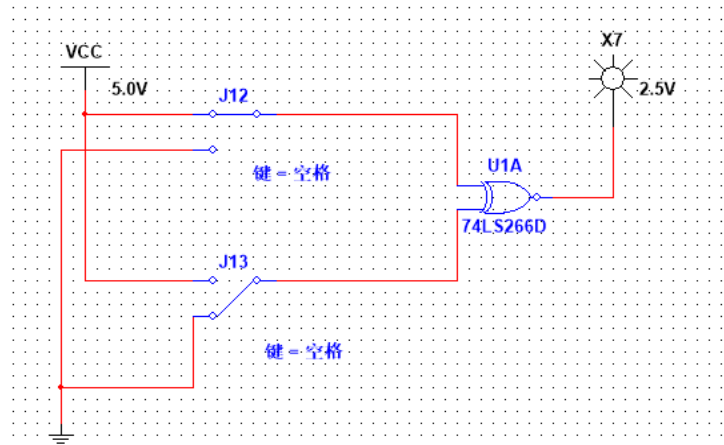 X7
VCC
5.0V
2.5V
J12
键 = 空格
U1A
74LS266D
J13
键 = 空格